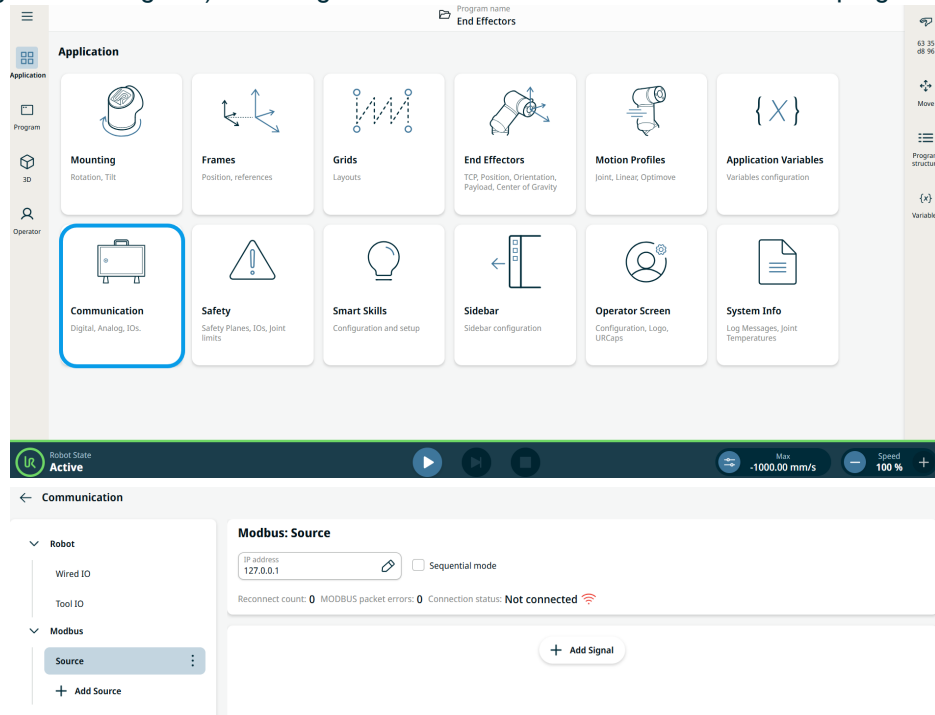 Program name
End Effectors
63 35
d8 96
Application
Application
Move
Program
Mounting
Rotation, Tilt
Frames
Position, references
Grids
Layouts
End Effectors
TCP, Position, Orientation,
Payload, Center of Gravity
Motion Profiles
Joint, Linear, Optimove
{X}
Application Variables
Variables configuration
3D
{x}
Operator
Communication
Digital, Analog, IOs.
Safety
Safety Planes, IOs, Joint
limits
Smart Skills
Configuration and setup
Sidebar
Sidebar configuration
Operator Screen
Configuration, Logo,
URCaps
System Info
Log Messages, Joint
Temperatures
Robot State
Active
Max
-1000.00 mm/s
Speed
100 %
Communication
Robot
Wired IO
Tool IO
Modbus
Source
+ Add Source
Modbus: Source
IP address
127.0.0.1
Sequential mode
Reconnect count: 0 MODBUS packet errors: 0 Connection status: Not connected
+ Add Signal